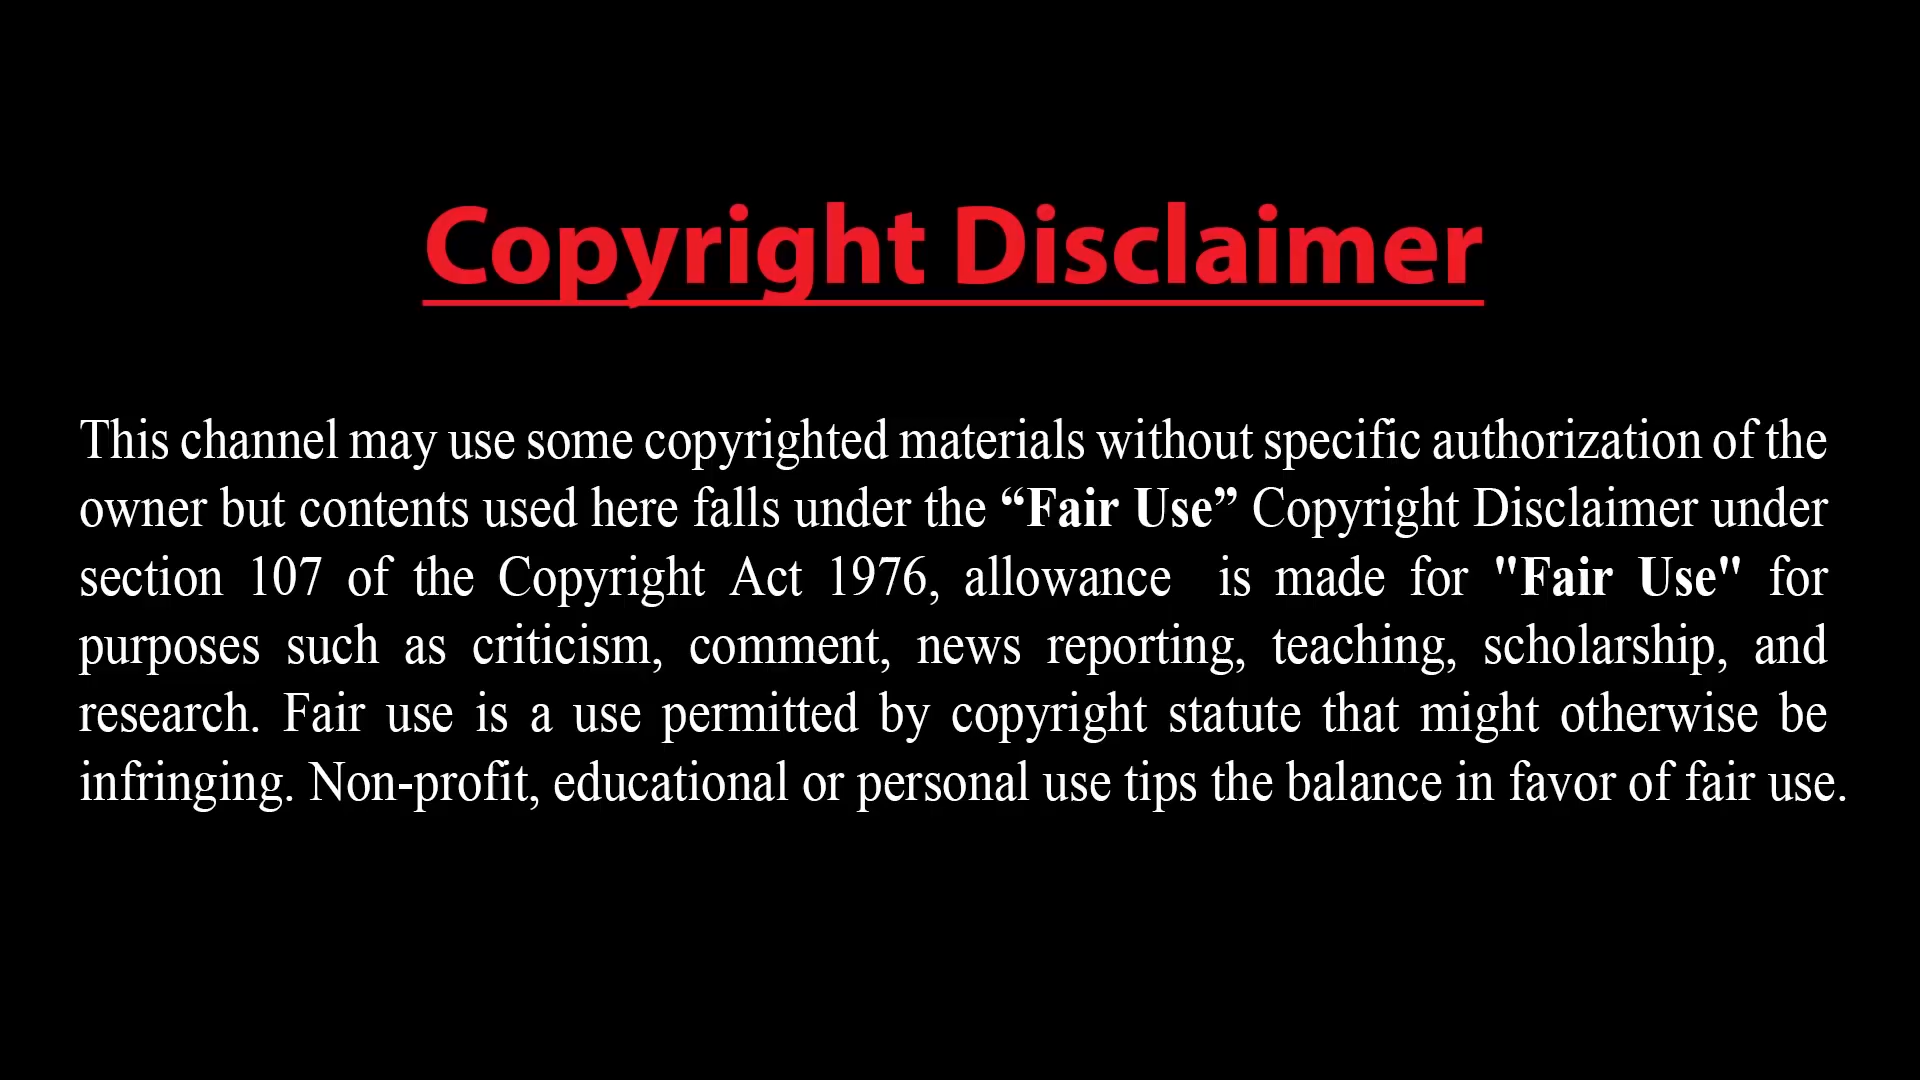 Copyright Disclaimer
This channel may use some copyrighted materials without specific authorization of the
owner but contents used here falls under the “Fair Use” Copyright Disclaimer under
section 107 of the Copyright Act 1976, allowance  is made for "Fair Use" for
purposes such as criticism, comment, news reporting, teaching, scholarship, and
research. Fair use is a use permitted by copyright statute that might otherwise be
infringing. Non-profit, educational or personal use tips the balance in favor of fair use.